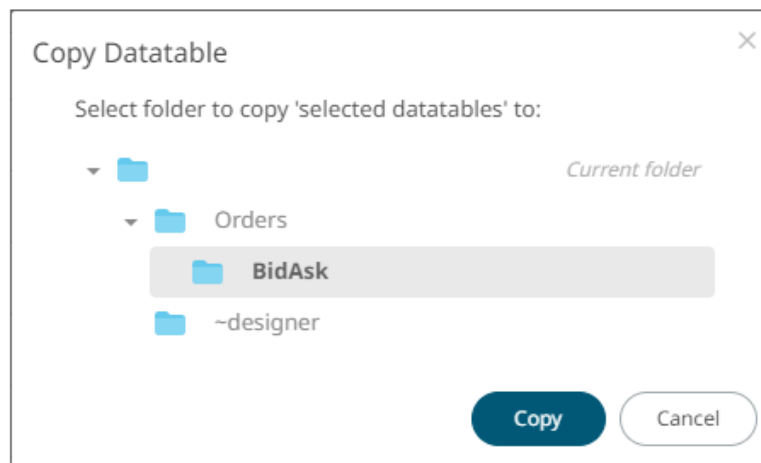 Copy Datatable
Select folder to copy 'selected datatables' to:
Current folder
Orders
BidAsk
~designer
Copy Cancel